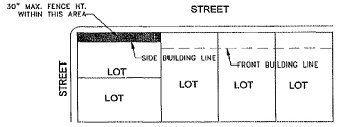 30" MAX. FENCE HT.
WITHIN THIS AREA
STREET
SIDE BUILDING LINE
FRONT BUILDING LINE
STREET
LOT
LOT
LOT
LOT
LOT